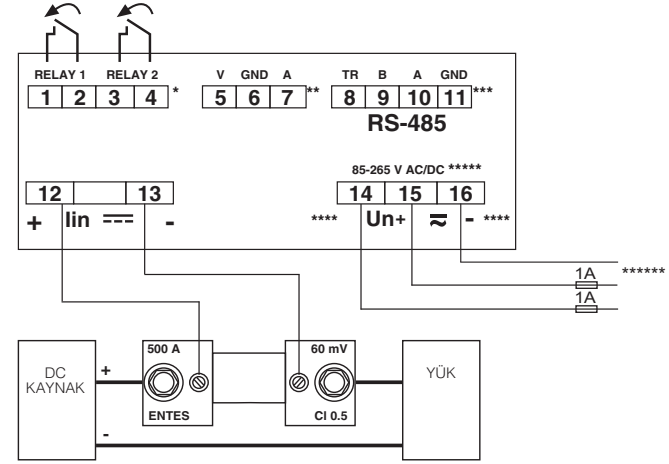 RELAY 1 RELAY 2 V GND A TR B A GND
1 2 3 4 * 5 6 7 ** 8 9 10 11 ***
RS-485
85-265 V AC/DC *****
12 13 14 15 16
+ Iin - **** Un+ - ****
1A ******
1A
500 A 60 mV
DC + YÜK
KAYNAK
ENTES CI 0.5
-